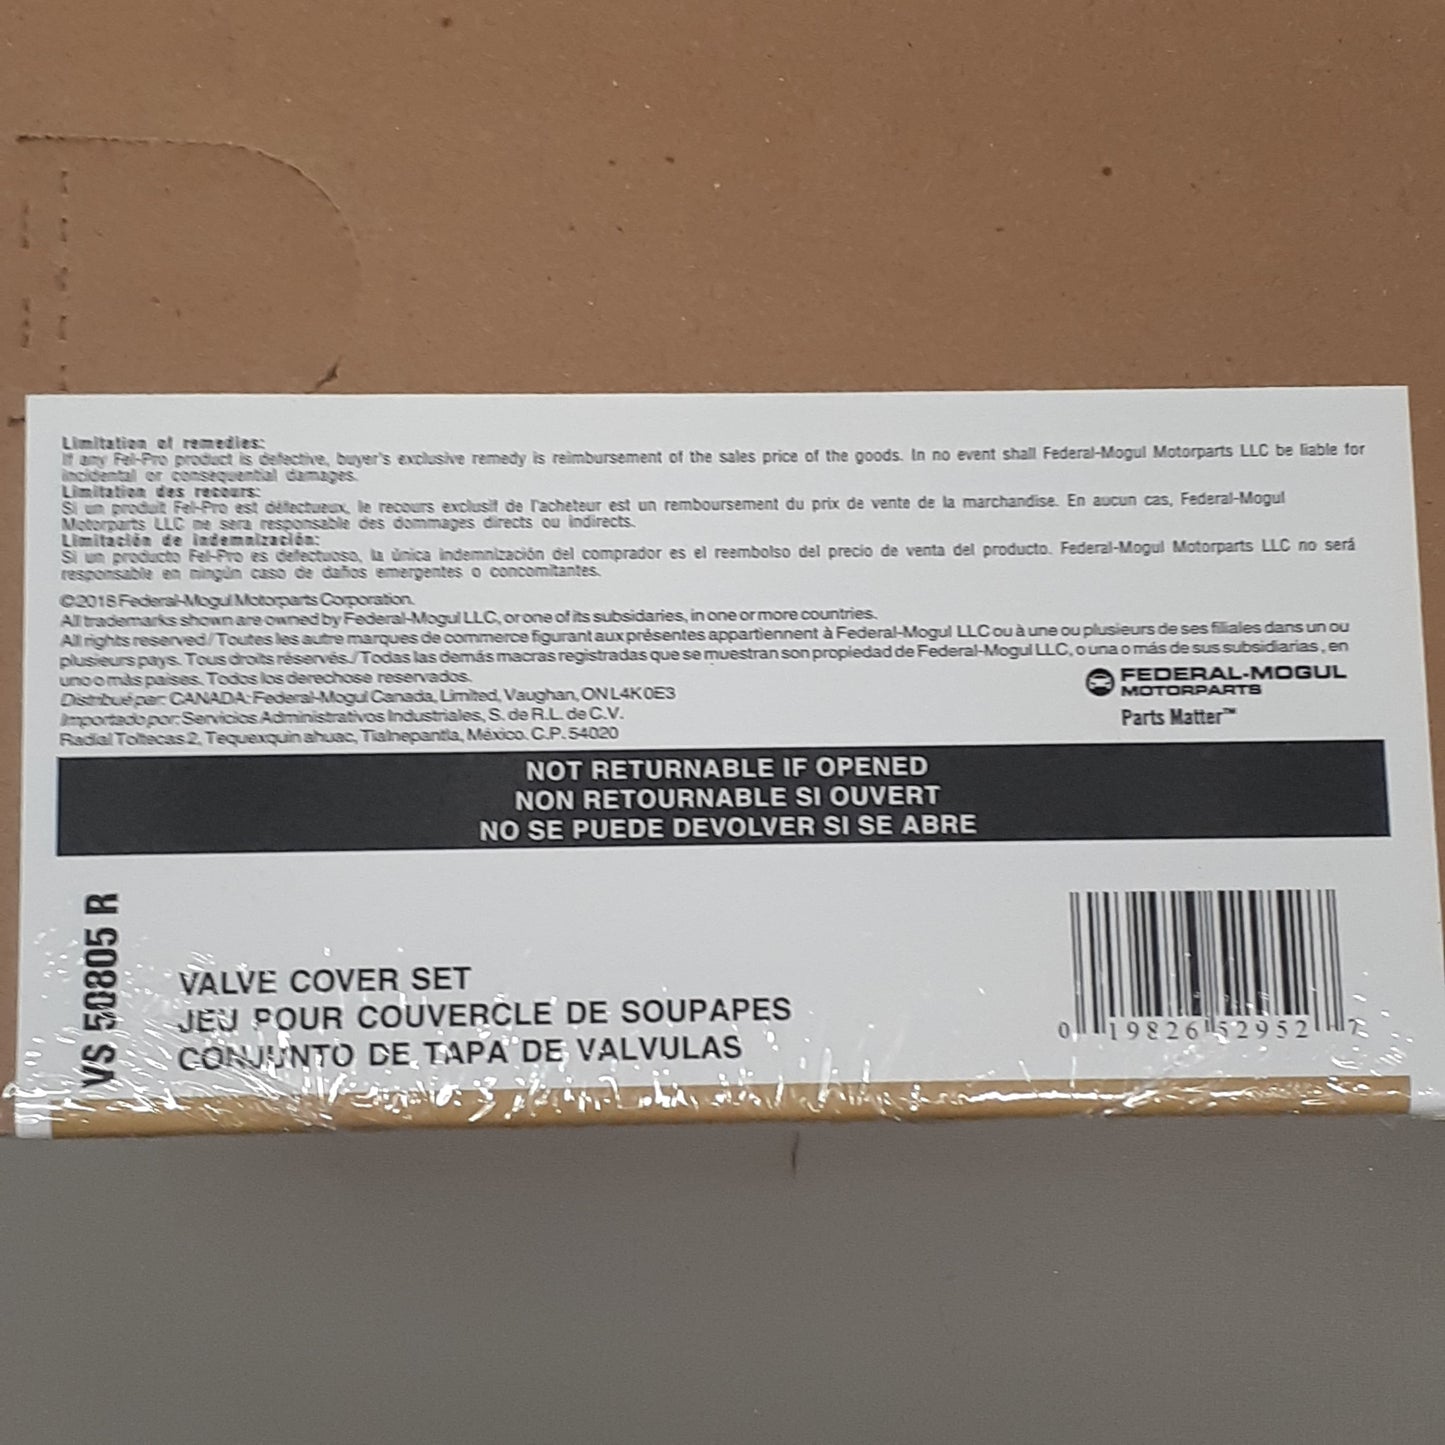 Limitation of remedies:
If any Fel-Pro product is defective, buyer's exclusive remedy is reimbursement of the sales price of the goods. In no event shall Federal-Mogul Motorparts LLC be liable for
incidental or consequential damages.
Limitation des recours:
Si un produit Fel-Pro est défectueux, le recours exclusif de l'acheteur est un remboursement du prix de vente de la marchandise. En aucun cas, Federal-Mogul
Motorparts LLC ne sera responsable des dommages directs ou indirects.
Limitación de indemnización:
Si un producto Fel-Pro es defectuoso, la única indemnización del comprador es el reembolso del precio de venta del producto. Federal-Mogul Motorparts LLC no será
responsable en ningún caso de daños emergentes o concomitantes.
©2018 Federal-Mogul Motorparts Corporation.
All trademarks shown are owned by Federal-Mogul LLC, or one of its subsidaries, in one or more countries.
All rights reserved./Toutes les autre marques de commerce figurant aux présentes appartiennent à Federal-Mogul LLC ou à une ou plusieurs de ses filiales dans un ou
plusieurs pays. Tous droits réservés./Todas las demás macras registradas que se muestran son propiedad de Federal-Mogul LLC, o una o más de sus subsidiarias, en
uno o más países. Todos los derechose reservados.
Distribué par: CANADA: Federal-Mogul Canada, Limited, Vaughan, ON L4K 0E3
Importado por: Servicios Administrativos Industriales, S. de R.L. de C.V.
Radial Toltecas 2, Tequexquinahuac, Tlalnepantla, México. C.P. 54020
FEDERAL-MOGUL
MOTORPARTS
Parts Matter™
NOT RETURNABLE IF OPENED
NON RETOURNABLE SI OUVERT
NO SE PUEDE DEVOLVER SI SE ABRE
VS 50805 R
VALVE COVER SET
JEU POUR COUVERCLE DE SOUPAPES
CONJUNTO DE TAPA DE VALVULAS
0 19826 52952 7